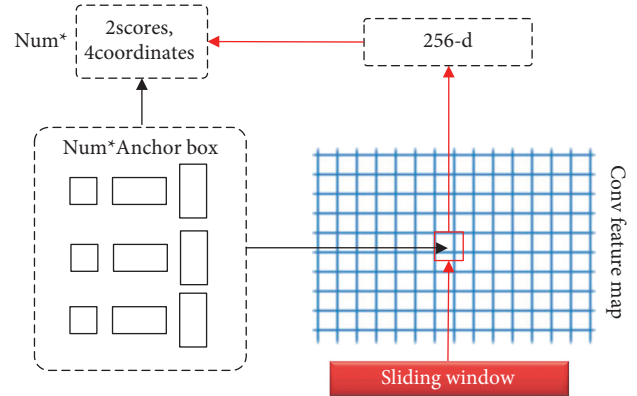 Num*
2scores,
4coordinates
256-d
Num*Anchor box
Conv feature map
Sliding window